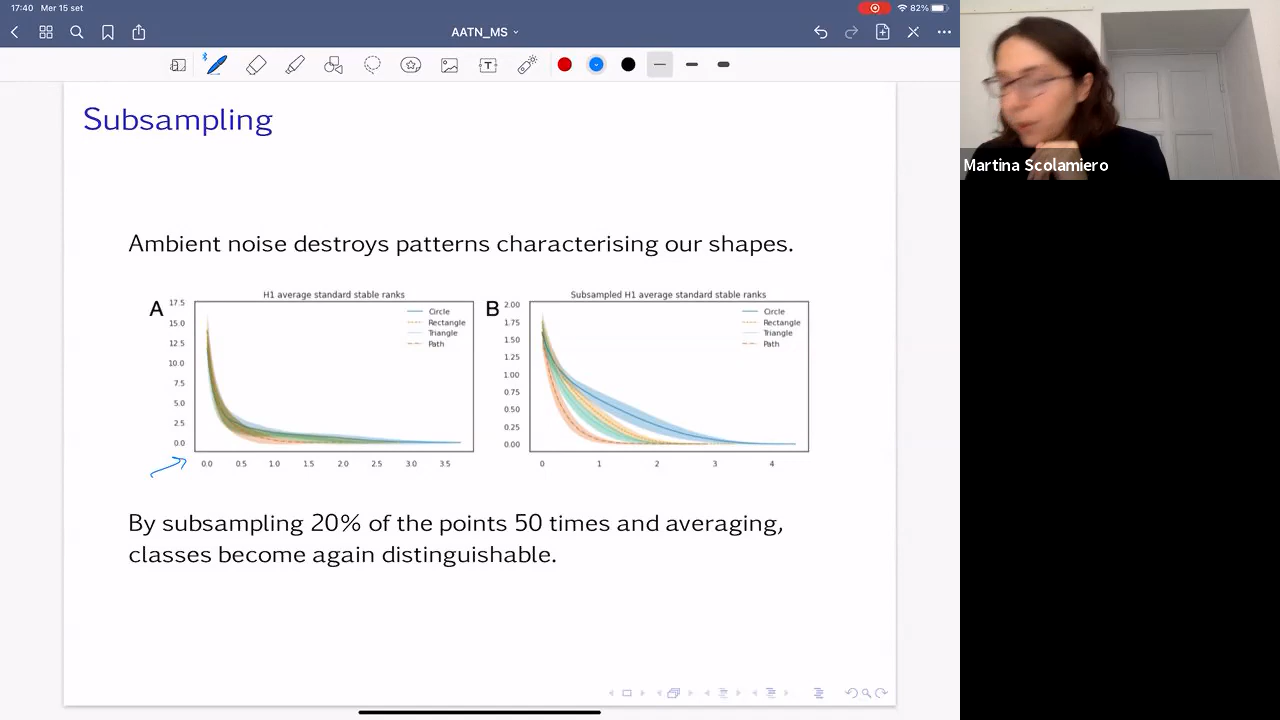 17:40 Mer 15 set
82%
AATN_MS
T
Subsampling
Ambient noise destroys patterns characterising our shapes.
A
H1 average standard stable ranks
17.5
15.0
12.5
10.0
7.5
5.0
2.5
0.0
Circle
Rectangle
Triangle
Path
0.0 0.5 1.0 1.5 2.0 2.5 3.0 3.5
B
Subsampled H1 average standard stable ranks
2.00
1.75
1.50
1.25
1.00
0.75
0.50
0.25
0.00
Circle
Rectangle
Triangle
Path
0 1 2 3 4
By subsampling 20% of the points 50 times and averaging,
classes become again distinguishable.
Martina Scolamiero